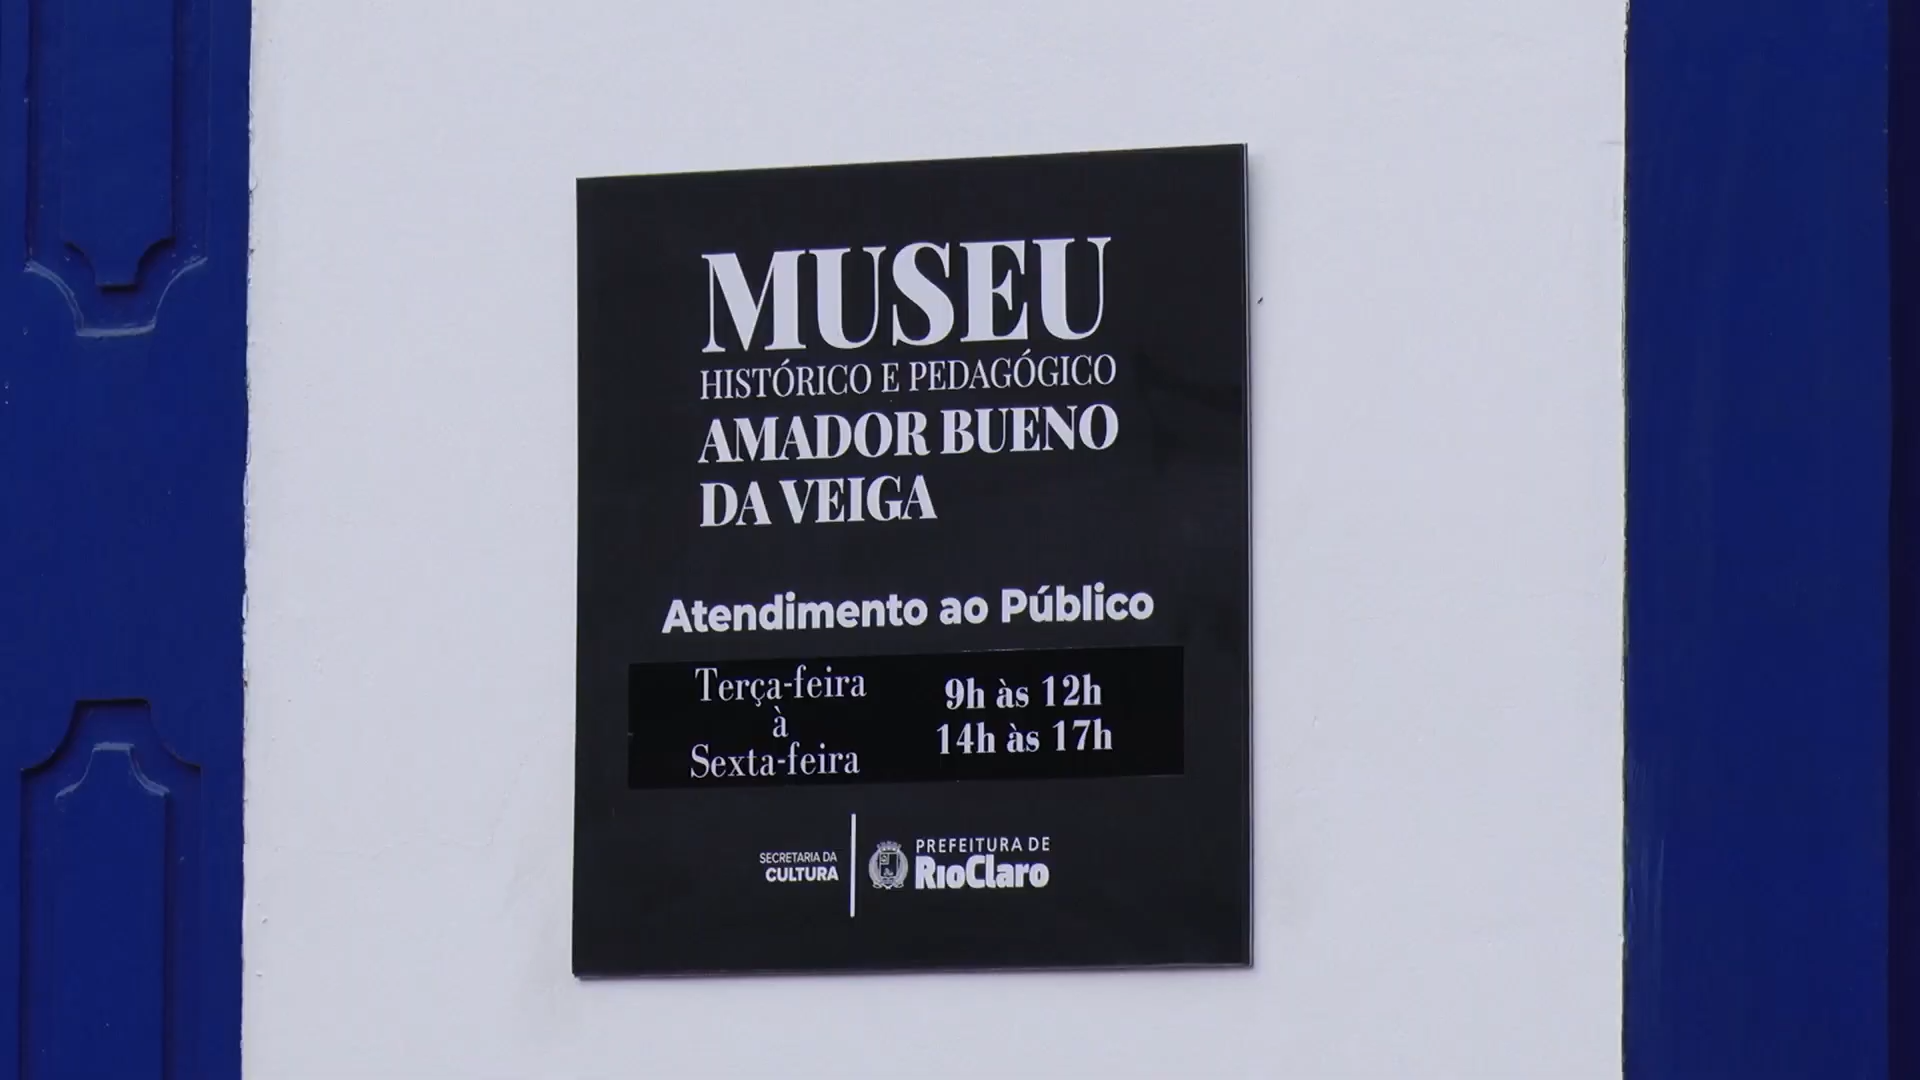 MUSEU
HISTÓRICO E PEDAGÓGICO
AMADOR BUENO
DA VEIGA
Atendimento ao Público
Terça-feira
à
Sexta-feira
9h às 12h
14h às 17h
SECRETARIA DA
CULTURA
PREFEITURA DE
RIOClaro